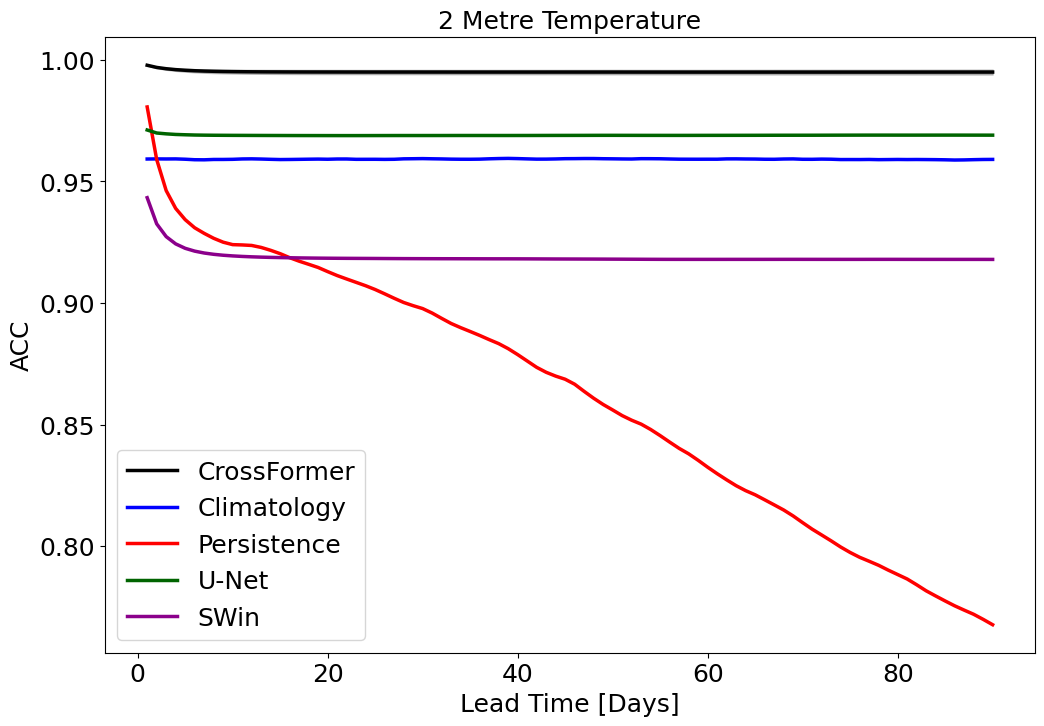 2 Metre Temperature
ACC
1.00
0.95
0.90
0.85
0.80
CrossFormer
Climatology
Persistence
U-Net
SWin
0
20
40
60
80
Lead Time [Days]